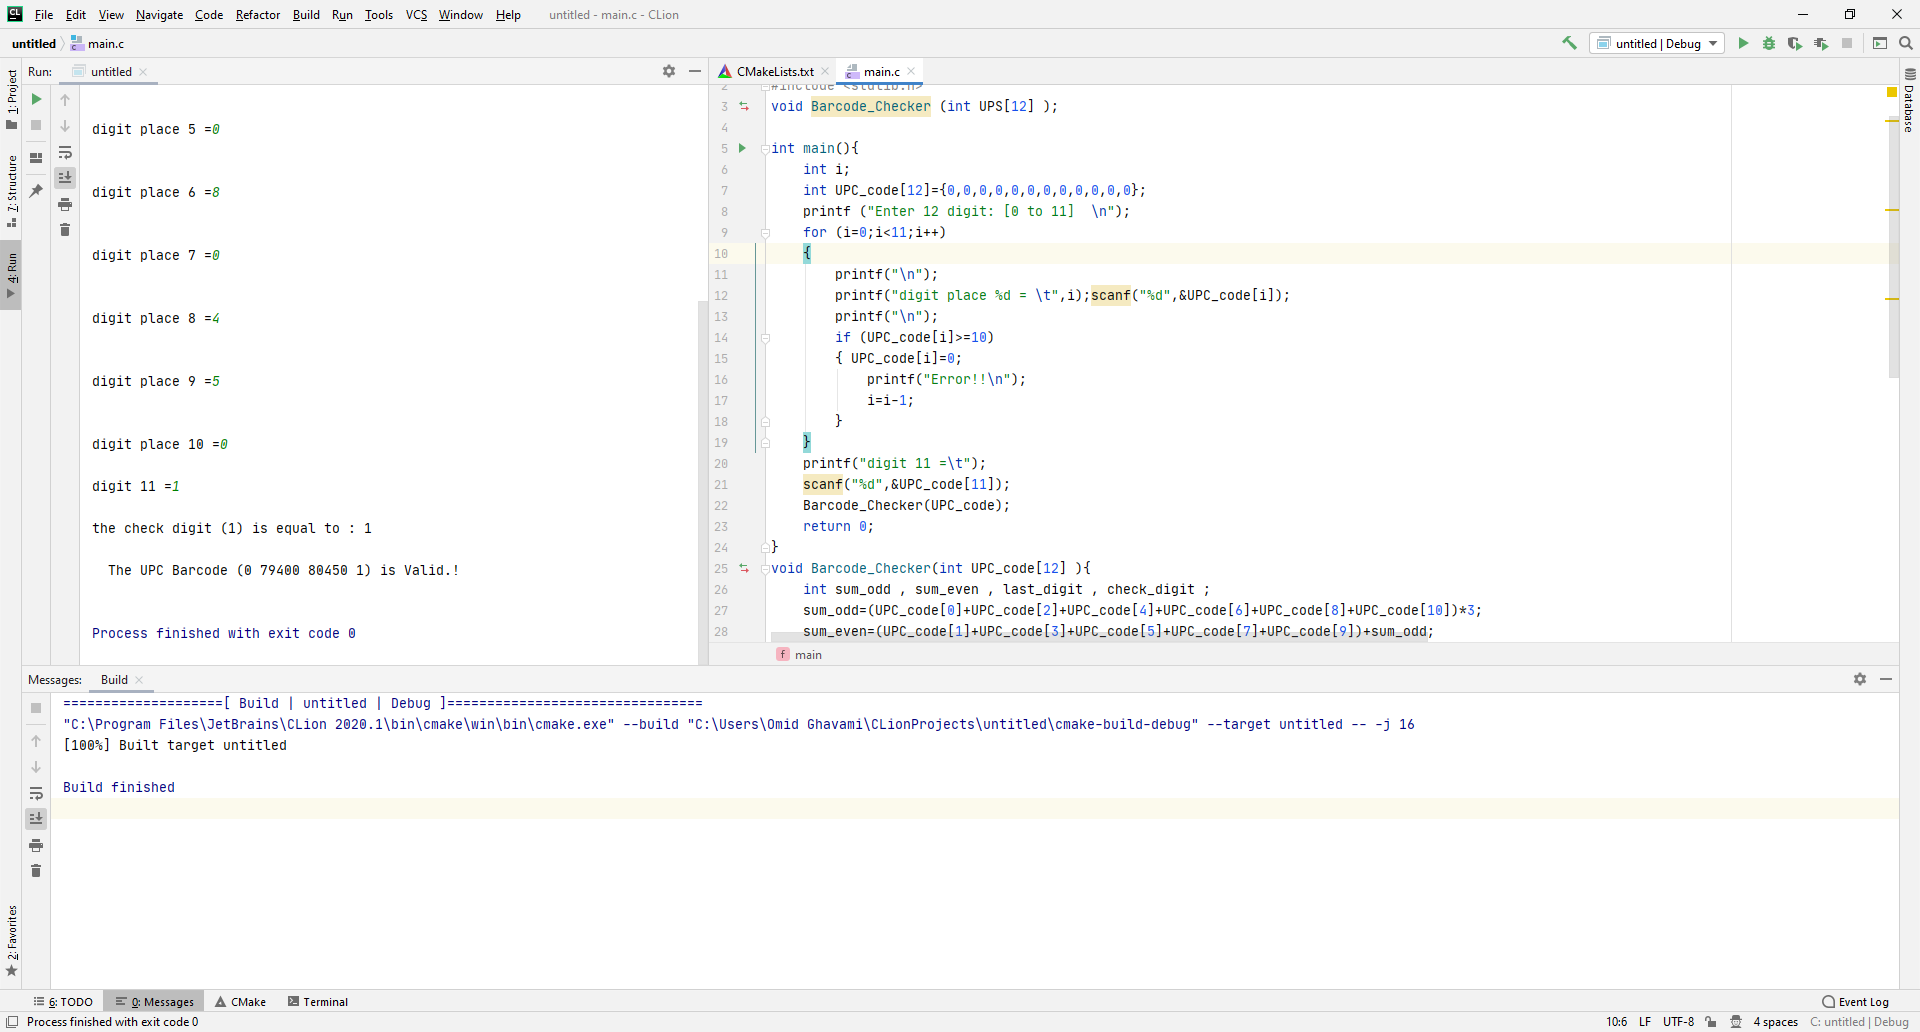 File Edit View Navigate Code Refactor Build Run Tools VCS Window Help untitled - main.c - CLion
untitled main.c
untitled | Debug
1: Project
7: Structure
4: Run
2: Favorites
Database
Run: untitled
digit place 5 =0
digit place 6 =8
digit place 7 =0
digit place 8 =4
digit place 9 =5
digit place 10 =0
digit 11 =1
the check digit (1) is equal to : 1
The UPC Barcode (0 79400 80450 1) is Valid.!
Process finished with exit code 0
CMakeLists.txt main.c
2 #include <stdlib.h>
3 void Barcode_Checker (int UPS[12] );
4
5 int main(){
6 int i;
7 int UPC_code[12]={0,0,0,0,0,0,0,0,0,0,0,0};
8 printf ("Enter 12 digit: [0 to 11]  \n");
9 for (i=0;i<11;i++)
10 {
11 printf("\n");
12 printf("digit place %d = \t",i);scanf("%d",&UPC_code[i]);
13 printf("\n");
14 if (UPC_code[i]>=10)
15 { UPC_code[i]=0;
16 printf("Error!!\n");
17 i=i-1;
18 }
19 }
20 printf("digit 11 =\t");
21 scanf("%d",&UPC_code[11]);
22 Barcode_Checker(UPC_code);
23 return 0;
24 }
25 void Barcode_Checker(int UPC_code[12] ){
26 int sum_odd , sum_even , last_digit , check_digit ;
27 sum_odd=(UPC_code[0]+UPC_code[2]+UPC_code[4]+UPC_code[6]+UPC_code[8]+UPC_code[10])*3;
28 sum_even=(UPC_code[1]+UPC_code[3]+UPC_code[5]+UPC_code[7]+UPC_code[9])+sum_odd;
f main
Messages: Build
====================[ Build | untitled | Debug ]================================
"C:\Program Files\JetBrains\CLion 2020.1\bin\cmake\win\bin\cmake.exe" --build "C:\Users\Omid Ghavami\CLionProjects\untitled\cmake-build-debug" --target untitled -- -j 16
[100%] Built target untitled
Build finished
6: TODO 0: Messages CMake Terminal Event Log
Process finished with exit code 0 10:6 LF UTF-8 4 spaces C: untitled | Debug